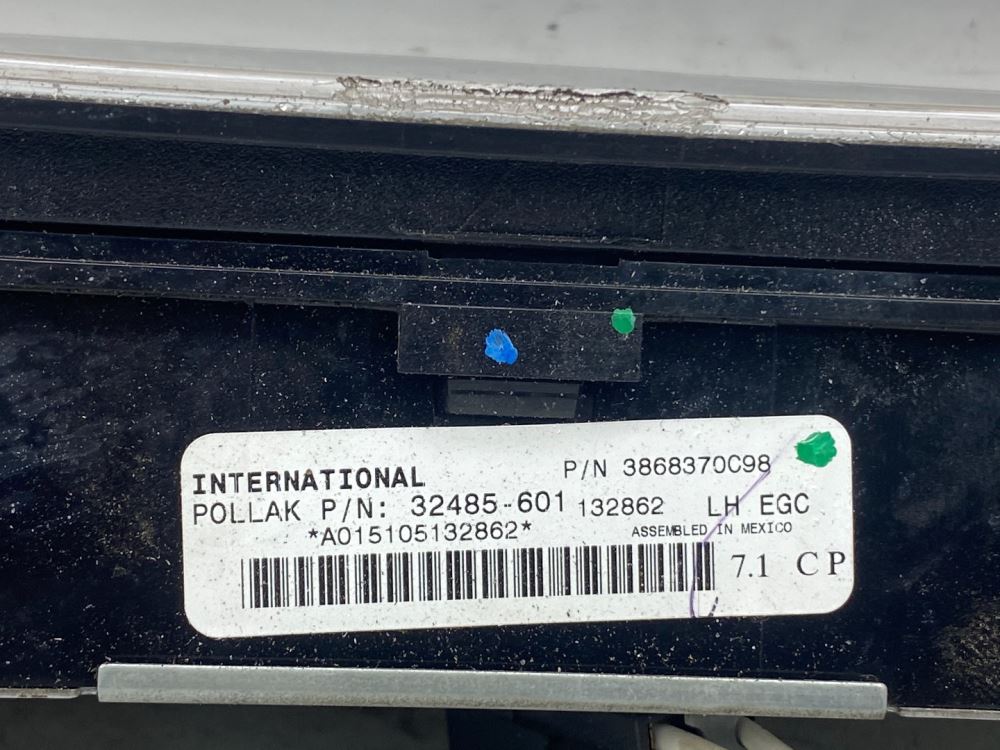 INTERNATIONAL P/N 3868370C98
POLLAK P/N: 32485-601 132862 LH EGC
*A015105132862* ASSEMBLED IN MEXICO
7.1 CP